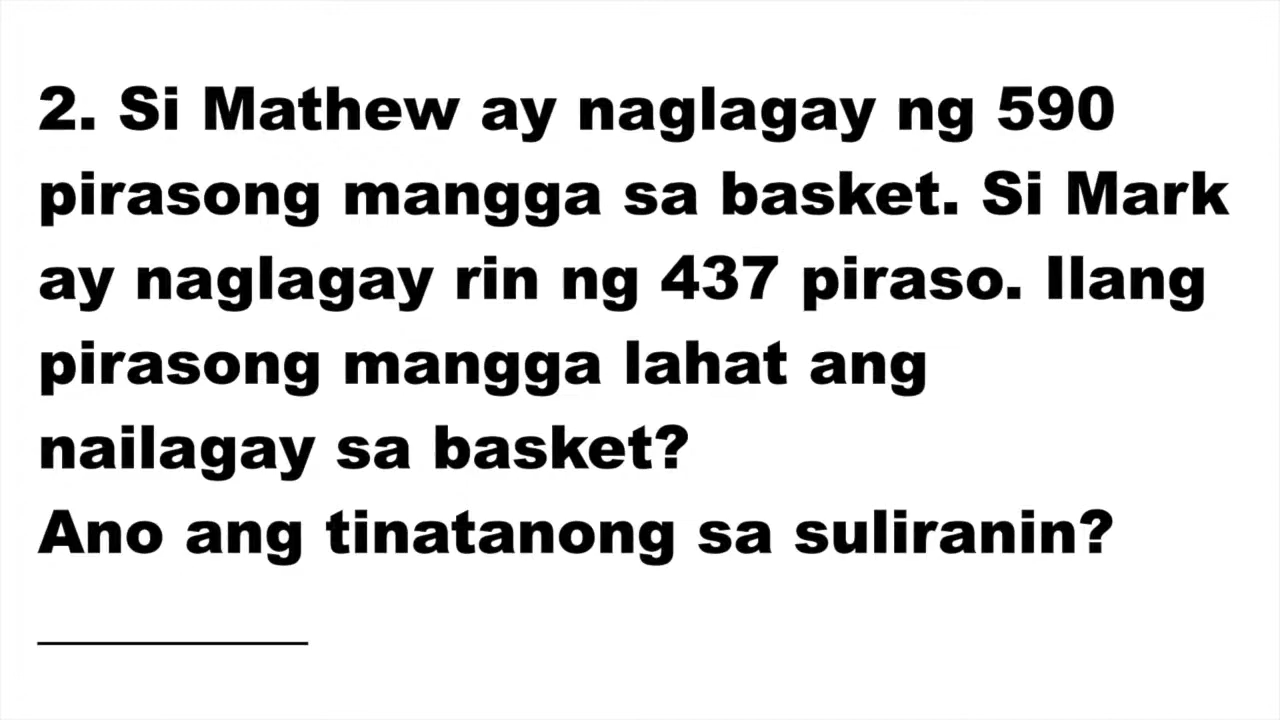 2. Si Mathew ay naglagay ng 590
pirasong mangga sa basket. Si Mark
ay naglagay rin ng 437 piraso. Ilang
pirasong mangga lahat ang
nailagay sa basket?
Ano ang tinatanong sa suliranin?